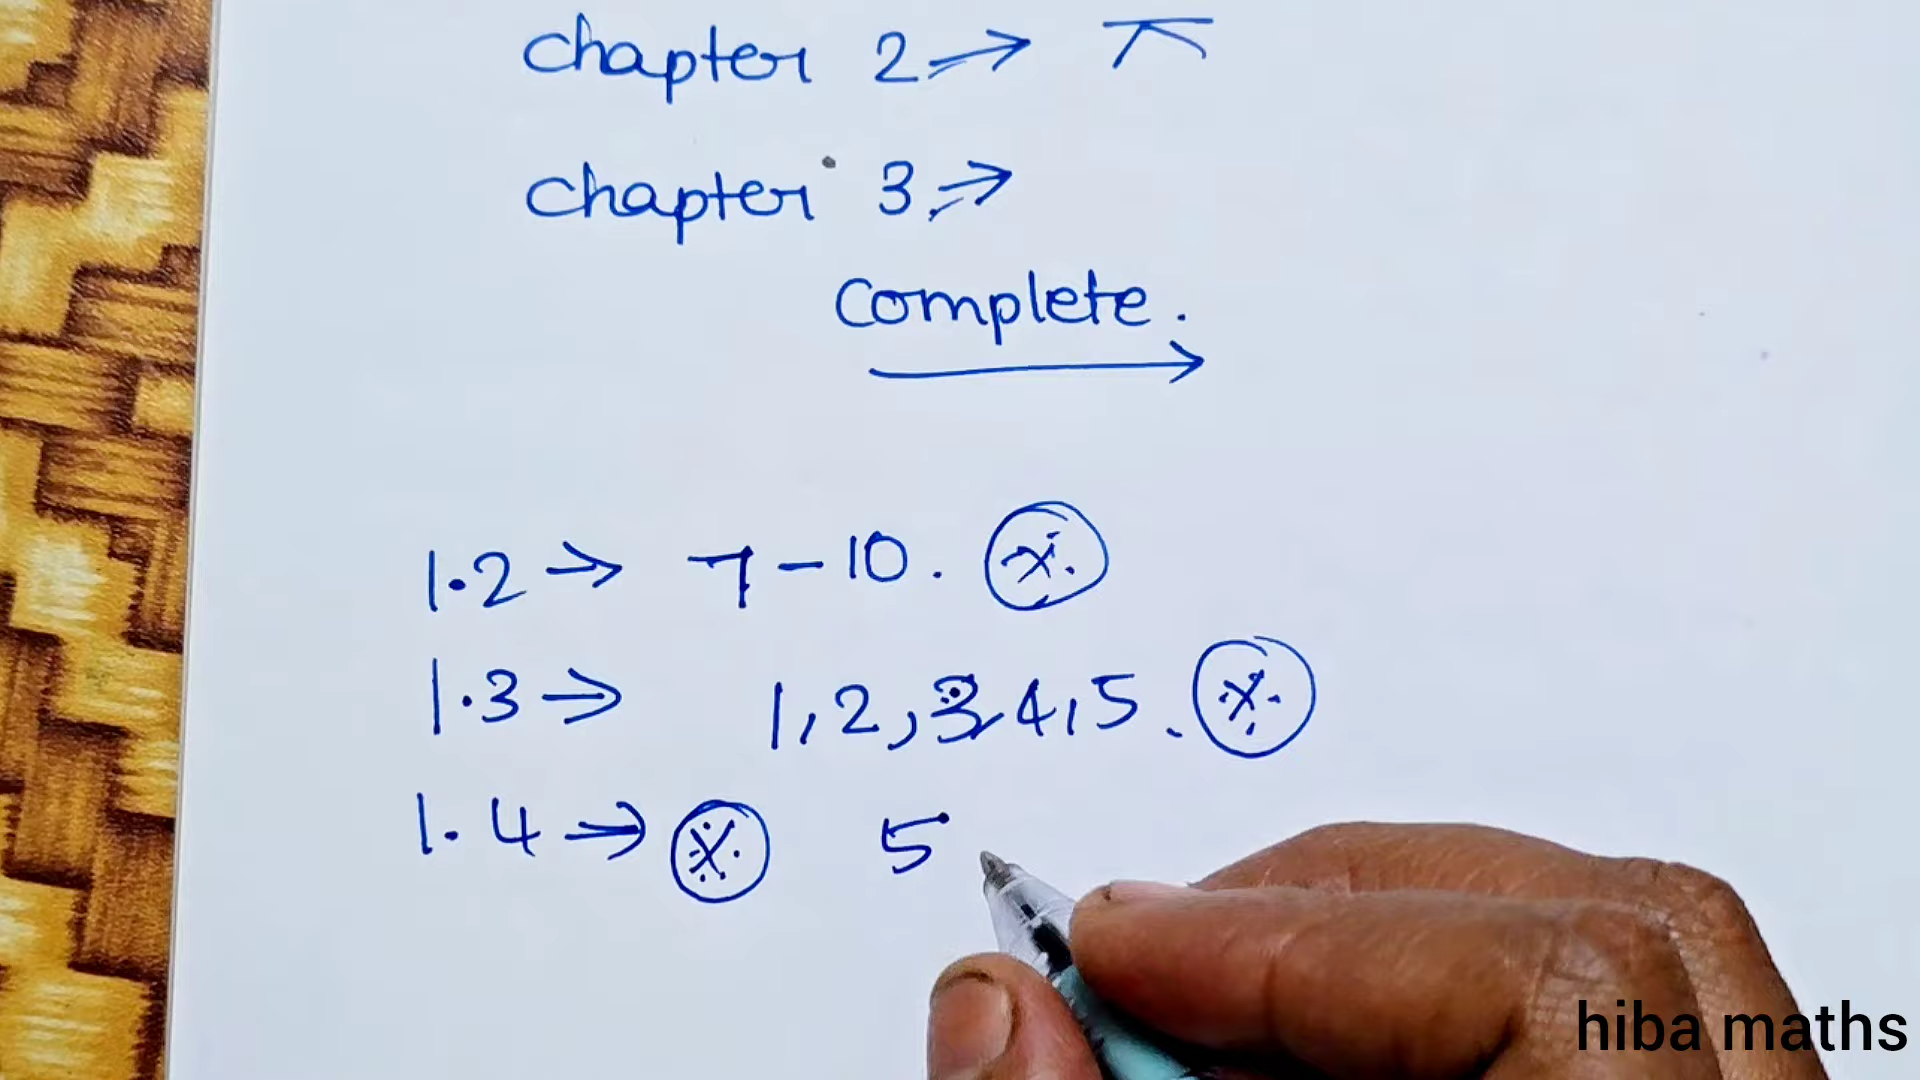 chapter 2 →
chapter 3 →
complete.
1.2 → 7 - 10. X
1.3 → 1, 2, 3, 4, 5. X
1.4 → X 5
hiba maths